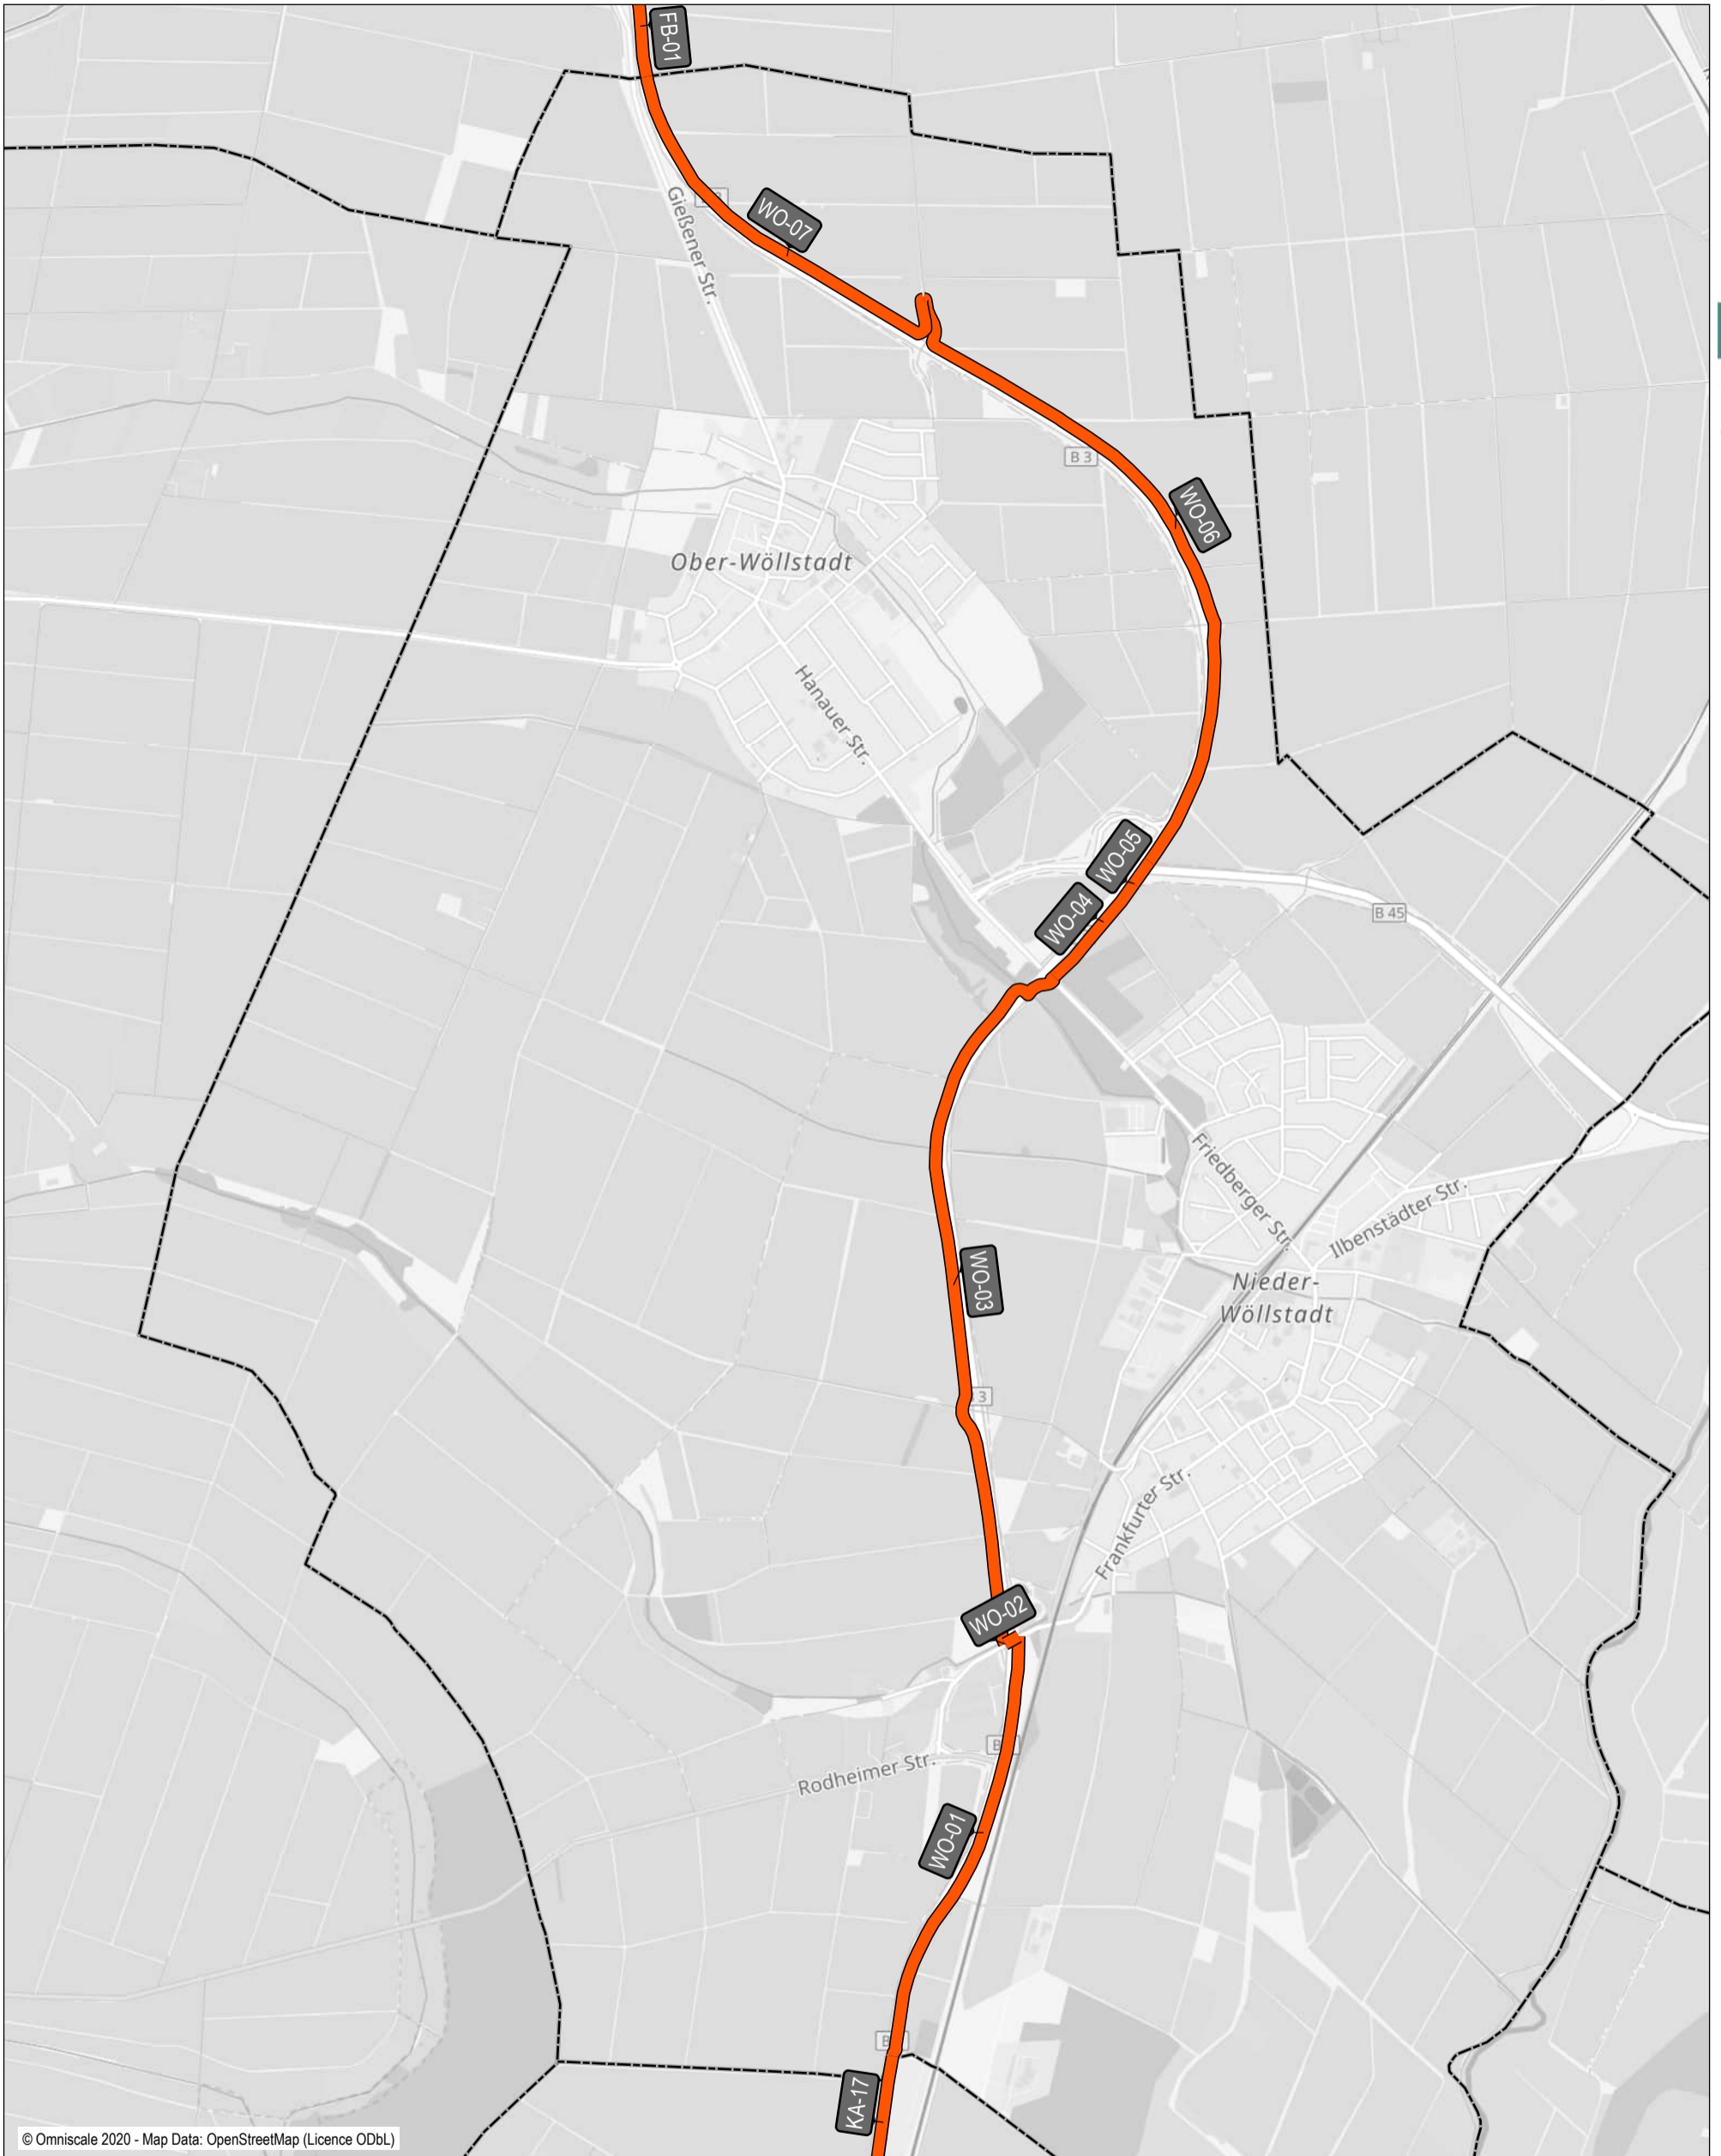 FB-01
Gießener Str.
WO-07
B 3
WO-06
Ober-Wöllstadt
Hanauer Str.
WO-05
WO-04
B 45
Friedberger Str.
Ilbenstädter Str.
WO-03
Nieder-
Wöllstadt
3
Frankfurter Str.
WO-02
B
Rodheimer Str.
WO-01
B
KA-17
© Omniscale 2020 - Map Data: OpenStreetMap (Licence ODbL)